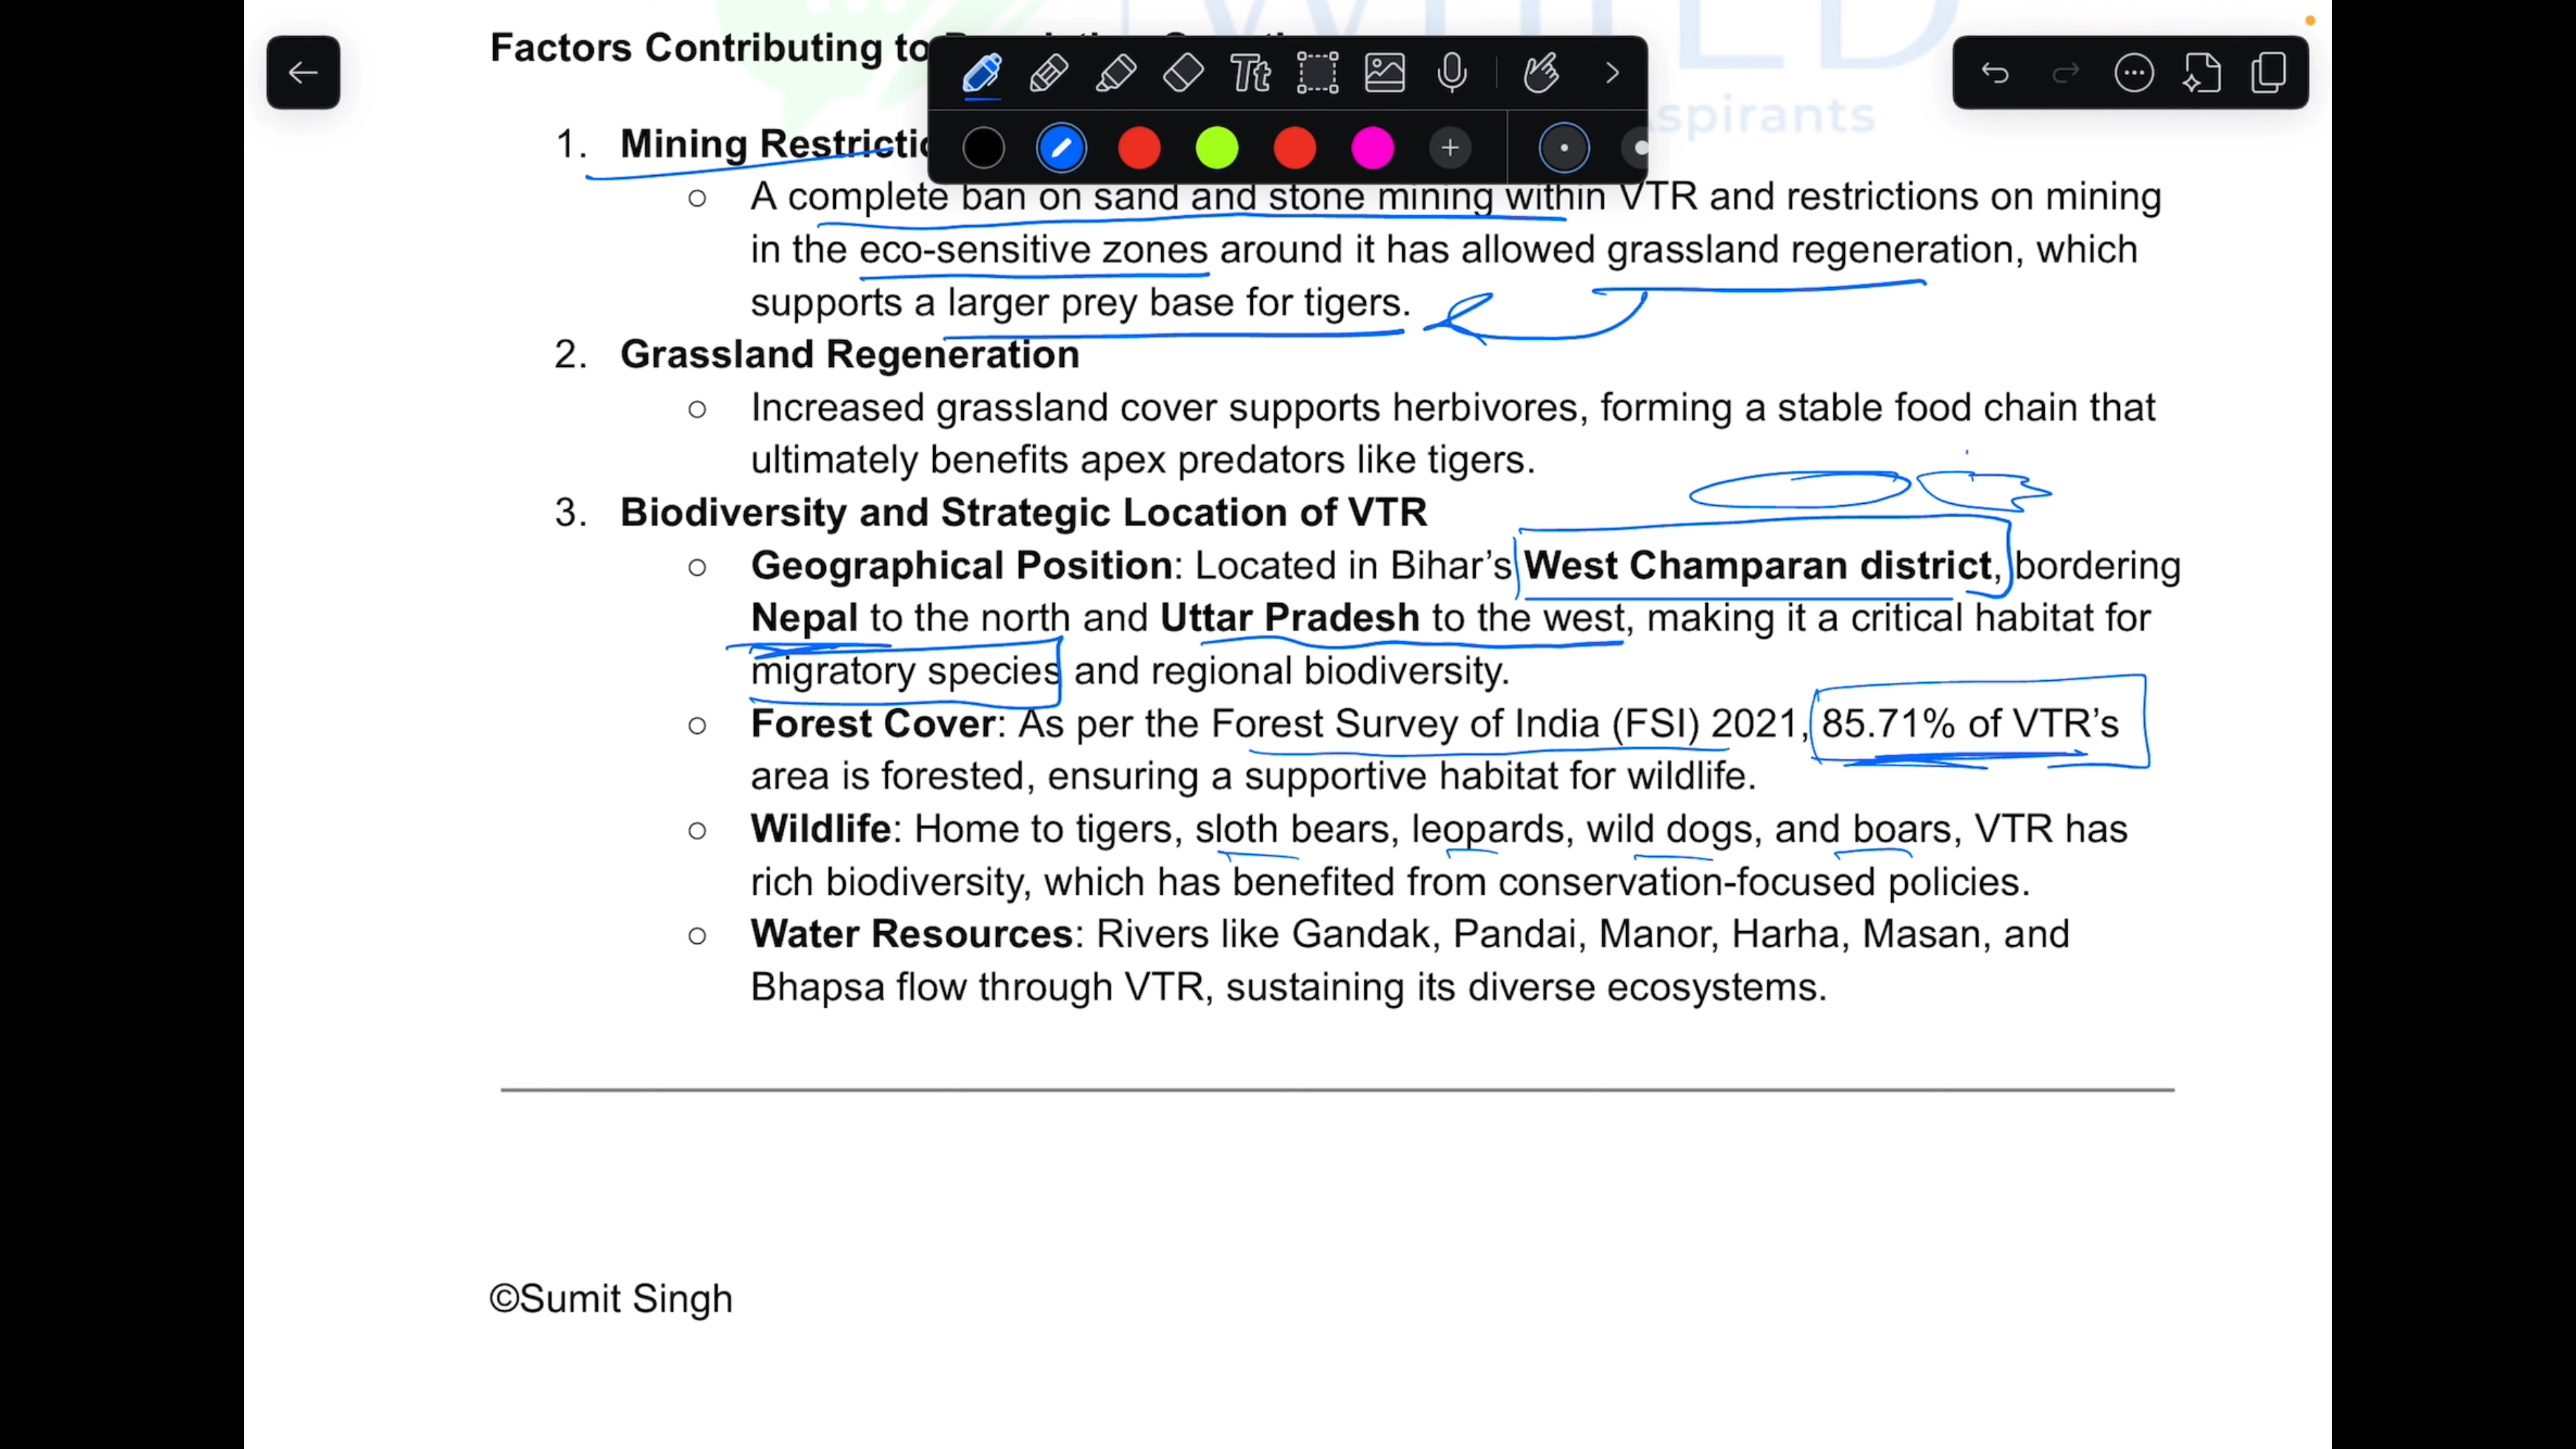 Factors Contributing to
1. Mining Restrictio
Aspirants
○ A complete ban on sand and stone mining within VTR and restrictions on mining
in the eco-sensitive zones around it has allowed grassland regeneration, which
supports a larger prey base for tigers.
2. Grassland Regeneration
○ Increased grassland cover supports herbivores, forming a stable food chain that
ultimately benefits apex predators like tigers.
3. Biodiversity and Strategic Location of VTR
○ Geographical Position: Located in Bihar’s West Champaran district, bordering
Nepal to the north and Uttar Pradesh to the west, making it a critical habitat for
migratory species and regional biodiversity.
○ Forest Cover: As per the Forest Survey of India (FSI) 2021, 85.71% of VTR’s
area is forested, ensuring a supportive habitat for wildlife.
○ Wildlife: Home to tigers, sloth bears, leopards, wild dogs, and boars, VTR has
rich biodiversity, which has benefited from conservation-focused policies.
○ Water Resources: Rivers like Gandak, Pandai, Manor, Harha, Masan, and
Bhapsa flow through VTR, sustaining its diverse ecosystems.
©Sumit Singh